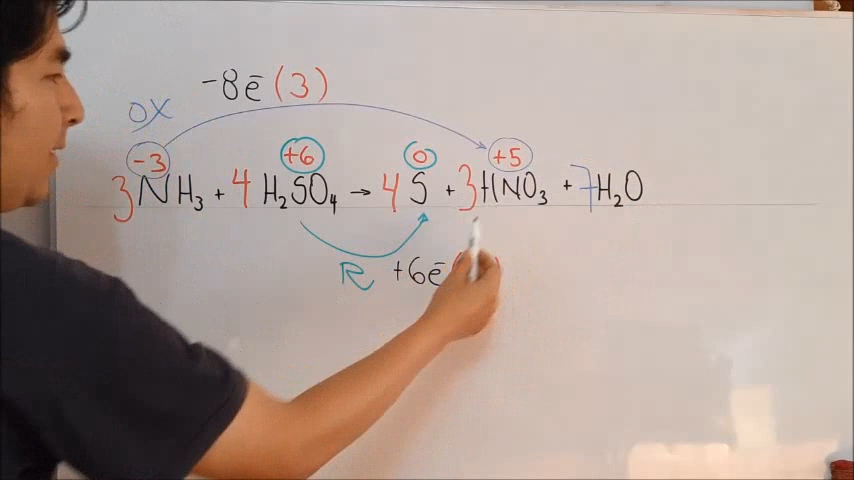 -8e⁻ (3)
OX
-3 +6 0 +5
3NH₃ + 4H₂SO₄ → 4S + 3HNO₃ + 7H₂O
R +6e⁻